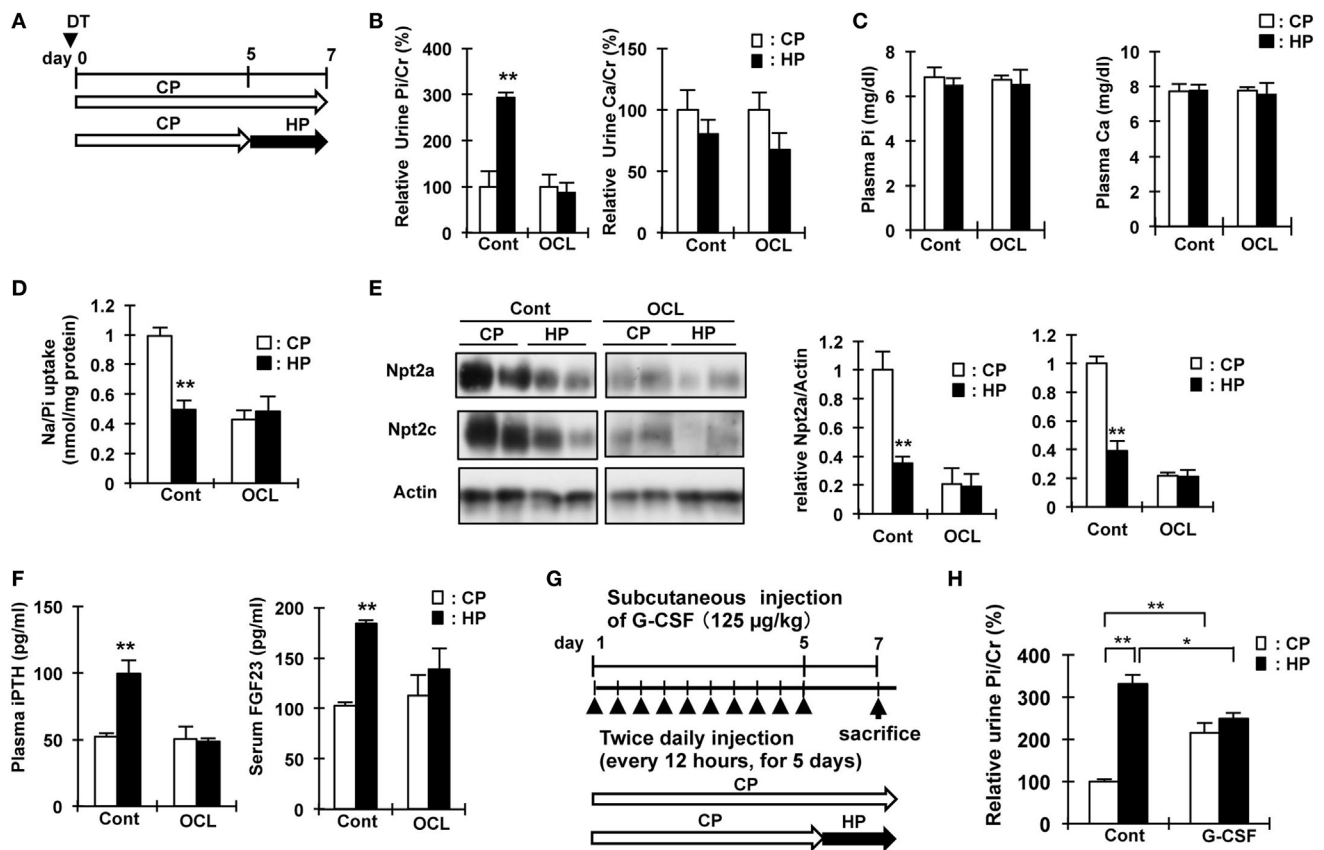 A
DT
day 0 5 7
CP
CP HP
B
Relative Urine Pi/Cr (%)
400
300
200
100
0
**
Cont OCL
Relative Urine Ca/Cr (%)
150
100
50
0
: CP
: HP
Cont OCL
C
Plasma Pi (mg/dl)
8
6
4
2
0
Cont OCL
Plasma Ca (mg/dl)
10
8
6
4
2
0
: CP
: HP
Cont OCL
D
Na/Pi uptake
(nmol/mg protein)
1.2
1
0.8
0.6
0.4
0.2
0
**
: CP
: HP
Cont OCL
E
Cont OCL
CP HP CP HP
Npt2a
Npt2c
Actin
relative Npt2a/Actin
1.2
1
0.8
0.6
0.4
0.2
0
**
: CP
: HP
Cont OCL
1.2
1
0.8
0.6
0.4
0.2
0
**
: CP
: HP
Cont OCL
F
Plasma iPTH (pg/ml)
150
100
50
0
**
Cont OCL
Serum FGF23 (pg/ml)
200
150
100
50
0
**
: CP
: HP
Cont OCL
G
Subcutaneous injection
of G-CSF (125 μg/kg)
day 1 5 7
sacrifice
Twice daily injection
(every 12 hours, for 5 days)
CP
CP HP
H
Relative urine Pi/Cr (%)
400
300
200
100
0
**
** *
: CP
: HP
Cont G-CSF